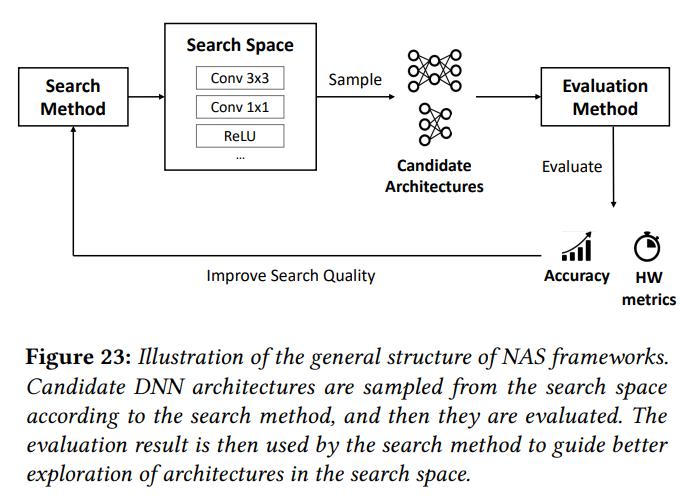 Search
Method
Search Space
Conv 3x3
Conv 1x1
ReLU
...
Sample
Candidate
Architectures
Evaluation
Method
Evaluate
Accuracy
HW
metrics
Improve Search Quality
Figure 23: Illustration of the general structure of NAS frameworks.
Candidate DNN architectures are sampled from the search space
according to the search method, and then they are evaluated. The
evaluation result is then used by the search method to guide better
exploration of architectures in the search space.